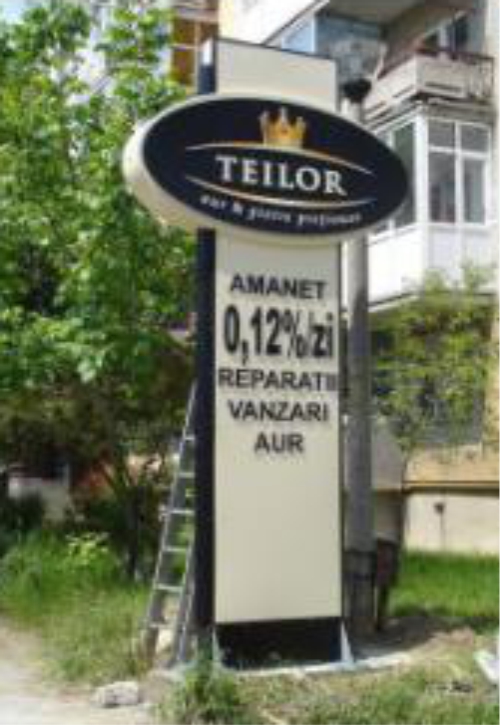 TEILOR
aur & pietre prețioase
AMANET
0,12%/zi
REPARATII
VANZARI
AUR